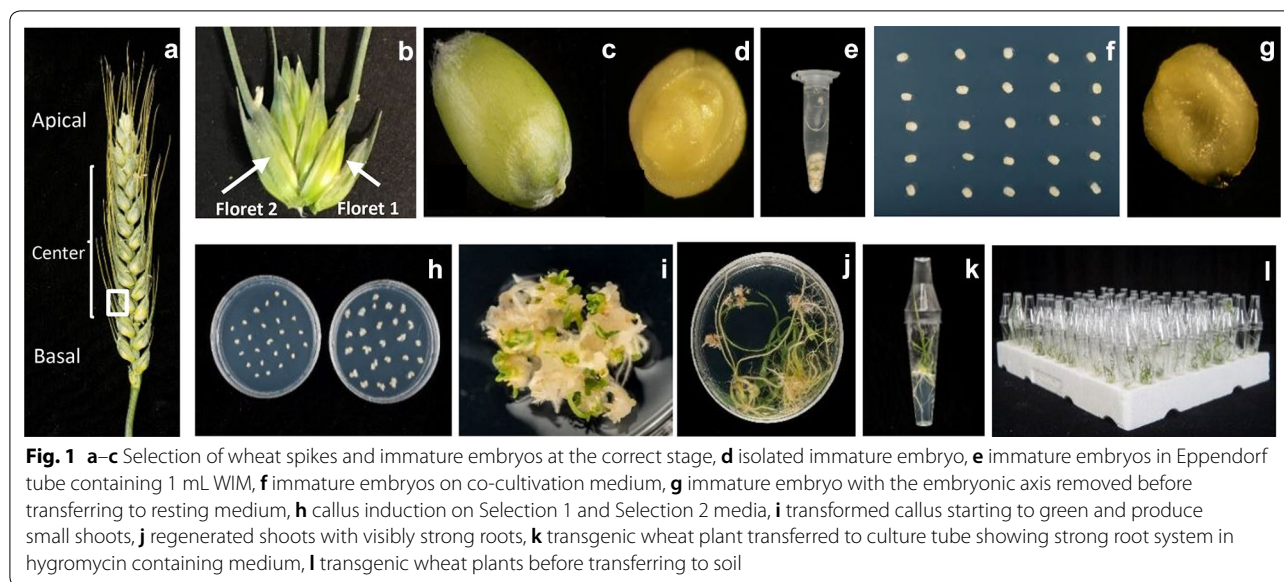 a
Apical
Center
Basal
b
Floret 2
Floret 1
c
d
e
f
g
h
i
j
k
l
Fig. 1 a–c Selection of wheat spikes and immature embryos at the correct stage, d isolated immature embryo, e immature embryos in Eppendorf
tube containing 1 mL WIM, f immature embryos on co-cultivation medium, g immature embryo with the embryonic axis removed before
transferring to resting medium, h callus induction on Selection 1 and Selection 2 media, i transformed callus starting to green and produce
small shoots, j regenerated shoots with visibly strong roots, k transgenic wheat plant transferred to culture tube showing strong root system in
hygromycin containing medium, l transgenic wheat plants before transferring to soil